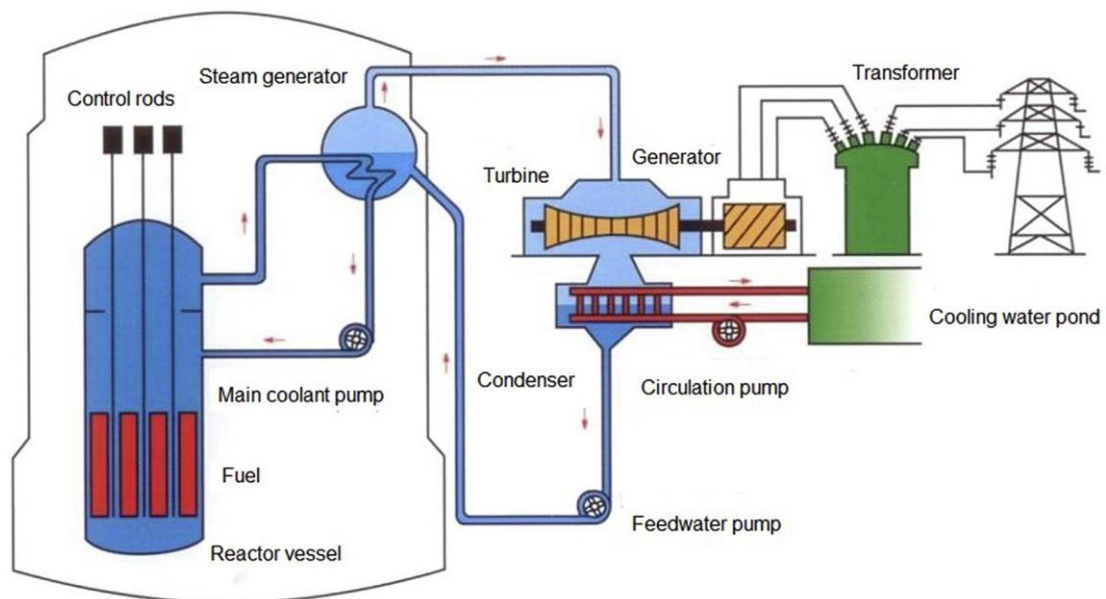 Steam generator
Transformer
Control rods
Generator
Turbine
Cooling water pond
Main coolant pump
Condenser
Circulation pump
Fuel
Feedwater pump
Reactor vessel